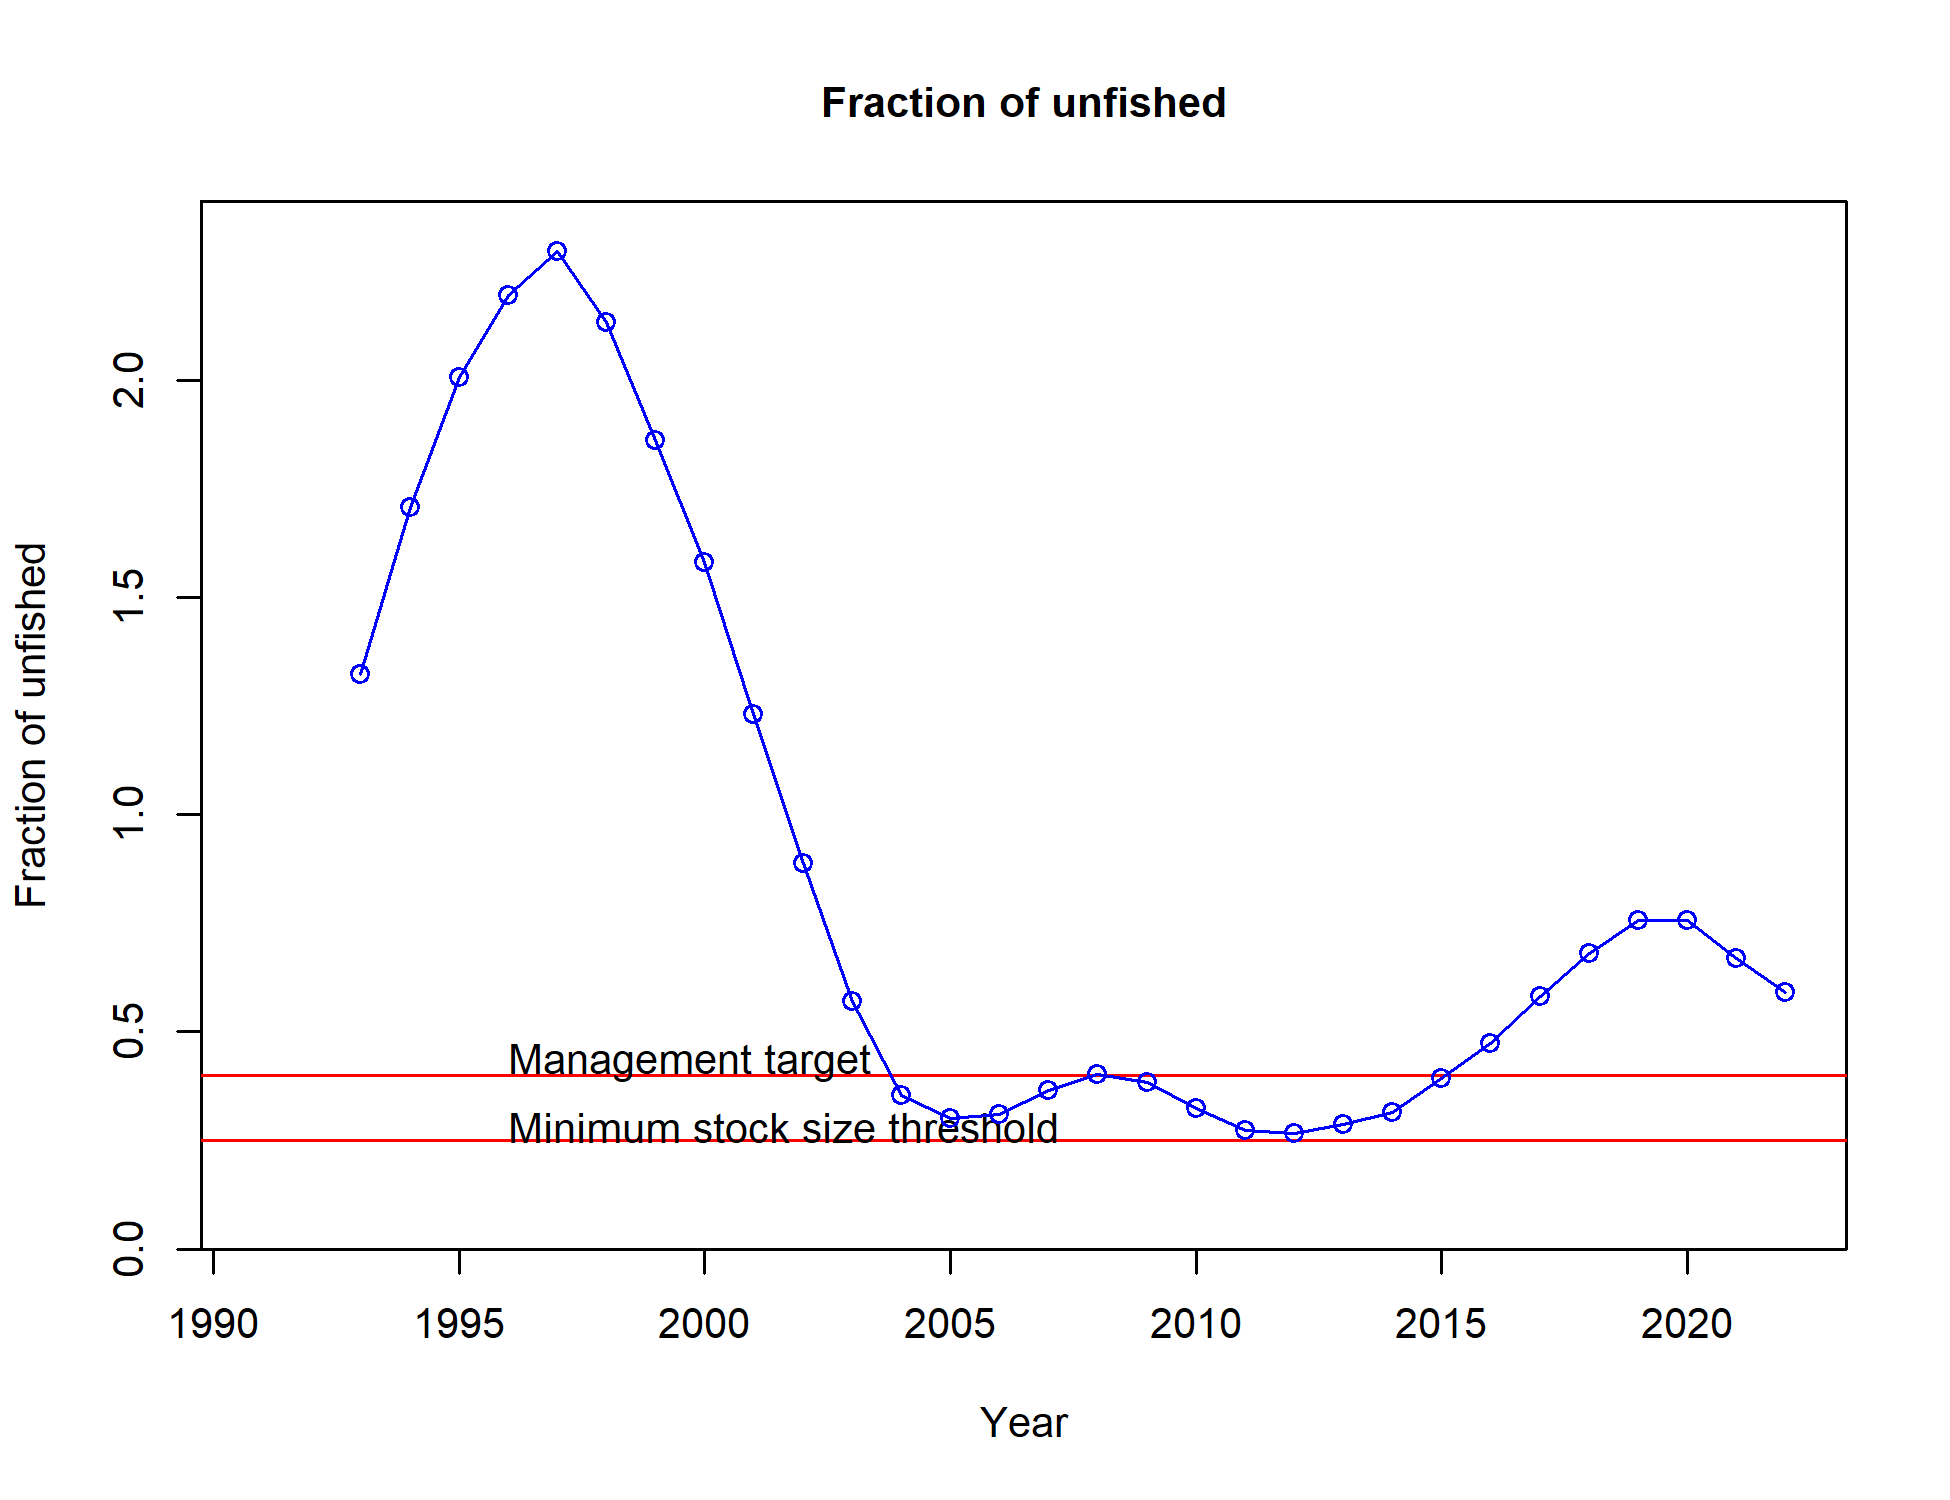 Fraction of unfished
Fraction of unfished
2.0
1.5
1.0
0.5
0.0
Management target
Minimum stock size threshold
1990 1995 2000 2005 2010 2015 2020
Year